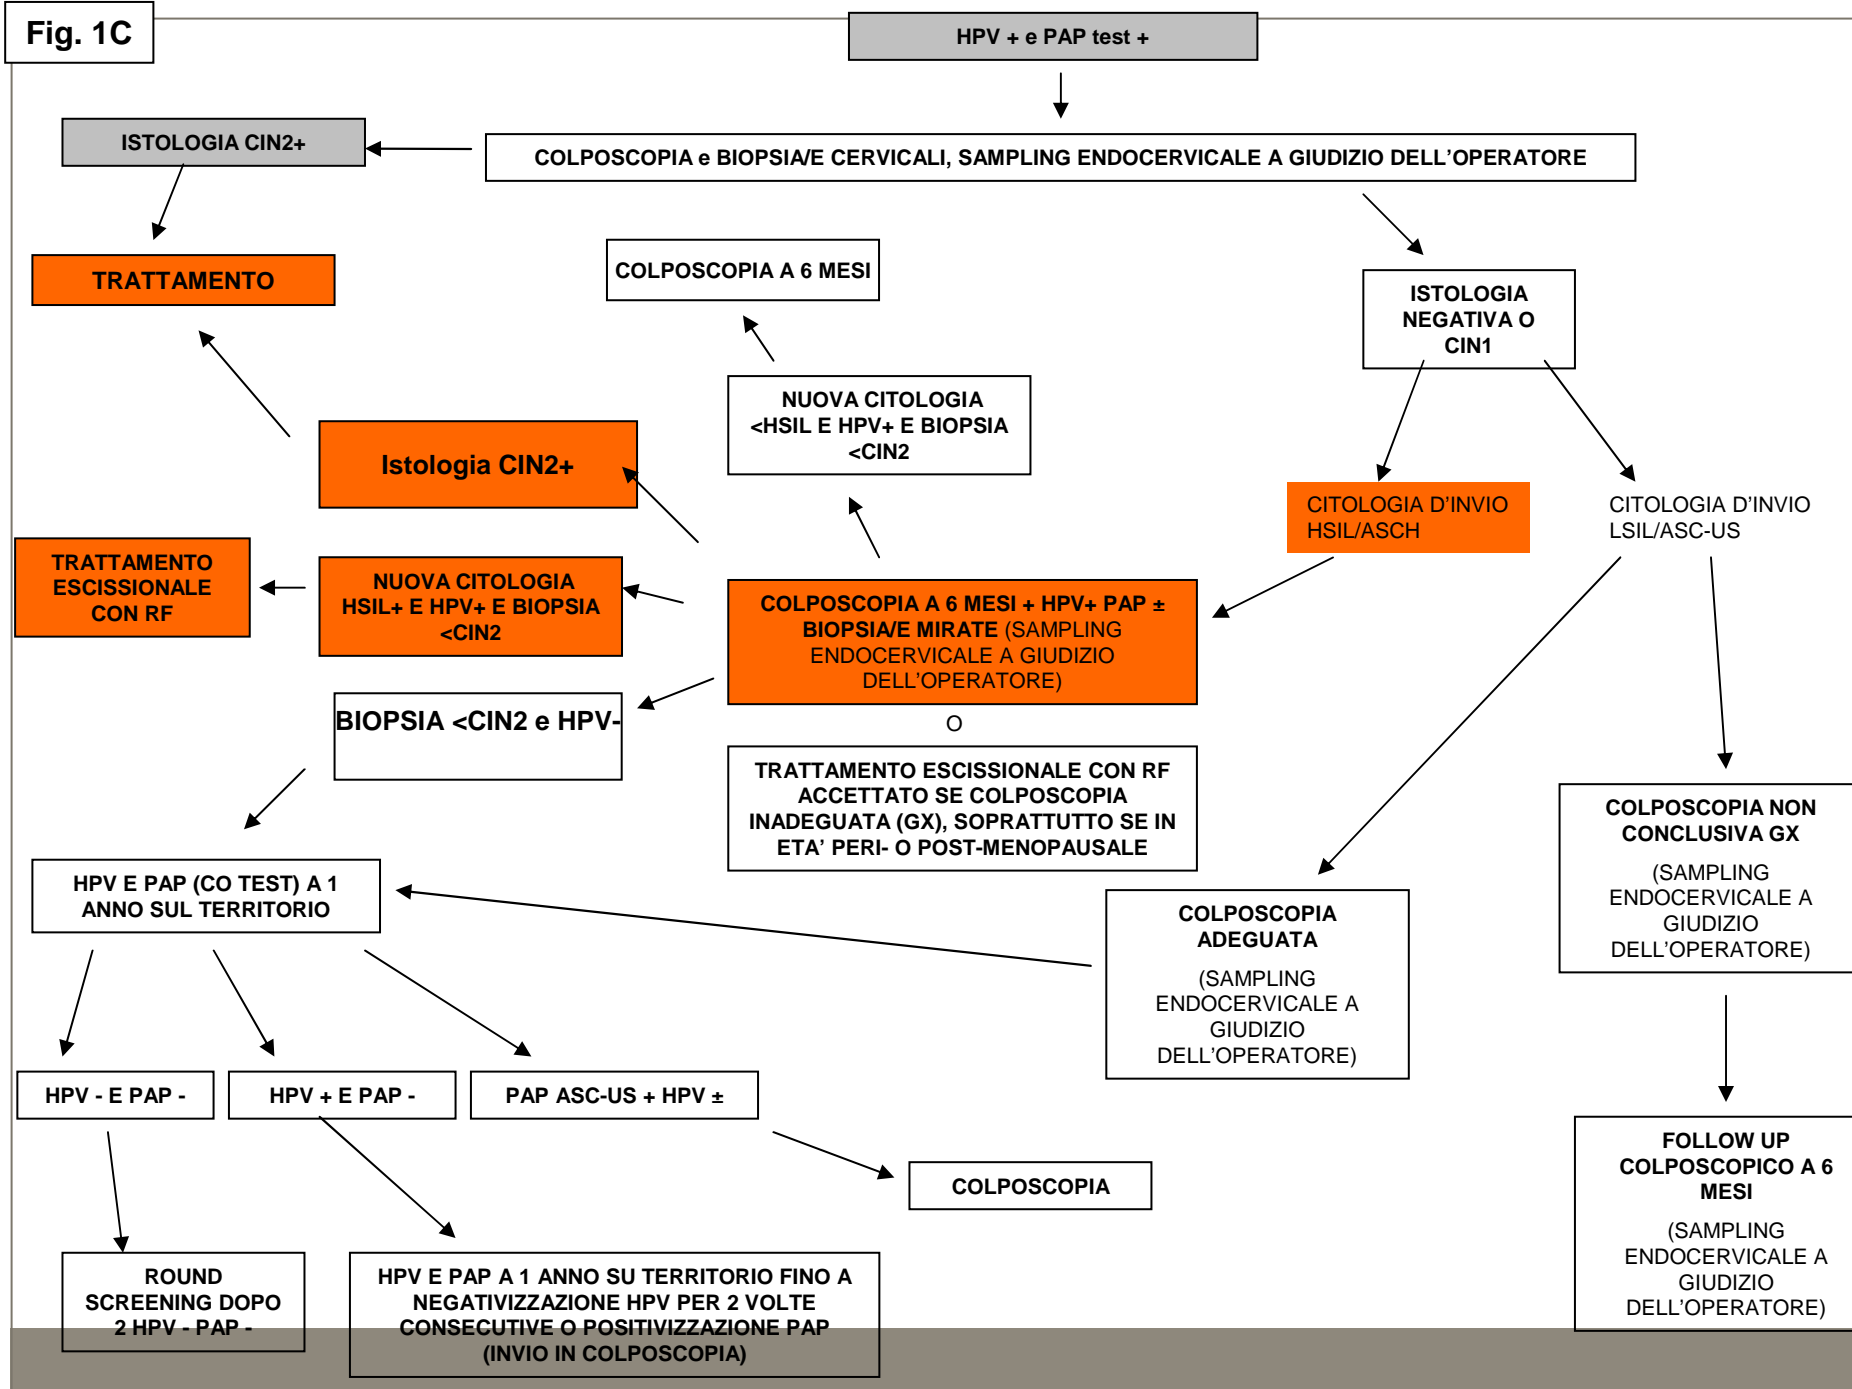 Fig. 1C
HPV + e PAP test +
ISTOLOGIA CIN2+
COLPOSCOPIA e BIOPSIA/E CERVICALI, SAMPLING ENDOCERVICALE A GIUDIZIO DELL'OPERATORE
TRATTAMENTO
COLPOSCOPIA A 6 MESI
ISTOLOGIA
NEGATIVA O
CIN1
NUOVA CITOLOGIA
<HSIL E HPV+ E BIOPSIA
<CIN2
Istologia CIN2+
CITOLOGIA D'INVIO
HSIL/ASCH
CITOLOGIA D'INVIO
LSIL/ASC-US
TRATTAMENTO
ESCISSIONALE
CON RF
NUOVA CITOLOGIA
HSIL+ E HPV+ E BIOPSIA
<CIN2
COLPOSCOPIA A 6 MESI + HPV+ PAP ±
BIOPSIA/E MIRATE (SAMPLING
ENDOCERVICALE A GIUDIZIO
DELL'OPERATORE)
BIOPSIA <CIN2 e HPV-
O
TRATTAMENTO ESCISSIONALE CON RF
ACCETTATO SE COLPOSCOPIA
INADEGUATA (GX), SOPRATTUTTO SE IN
ETA' PERI- O POST-MENOPAUSALE
COLPOSCOPIA NON
CONCLUSIVA GX
(SAMPLING
ENDOCERVICALE A
GIUDIZIO
DELL'OPERATORE)
HPV E PAP (CO TEST) A 1
ANNO SUL TERRITORIO
COLPOSCOPIA
ADEGUATA
(SAMPLING
ENDOCERVICALE A
GIUDIZIO
DELL'OPERATORE)
HPV - E PAP -
HPV + E PAP -
PAP ASC-US + HPV ±
COLPOSCOPIA
FOLLOW UP
COLPOSCOPICO A 6
MESI
(SAMPLING
ENDOCERVICALE A
GIUDIZIO
DELL'OPERATORE)
ROUND
SCREENING DOPO
2 HPV - PAP -
HPV E PAP A 1 ANNO SU TERRITORIO FINO A
NEGATIVIZZAZIONE HPV PER 2 VOLTE
CONSECUTIVE O POSITIVIZZAZIONE PAP
(INVIO IN COLPOSCOPIA)